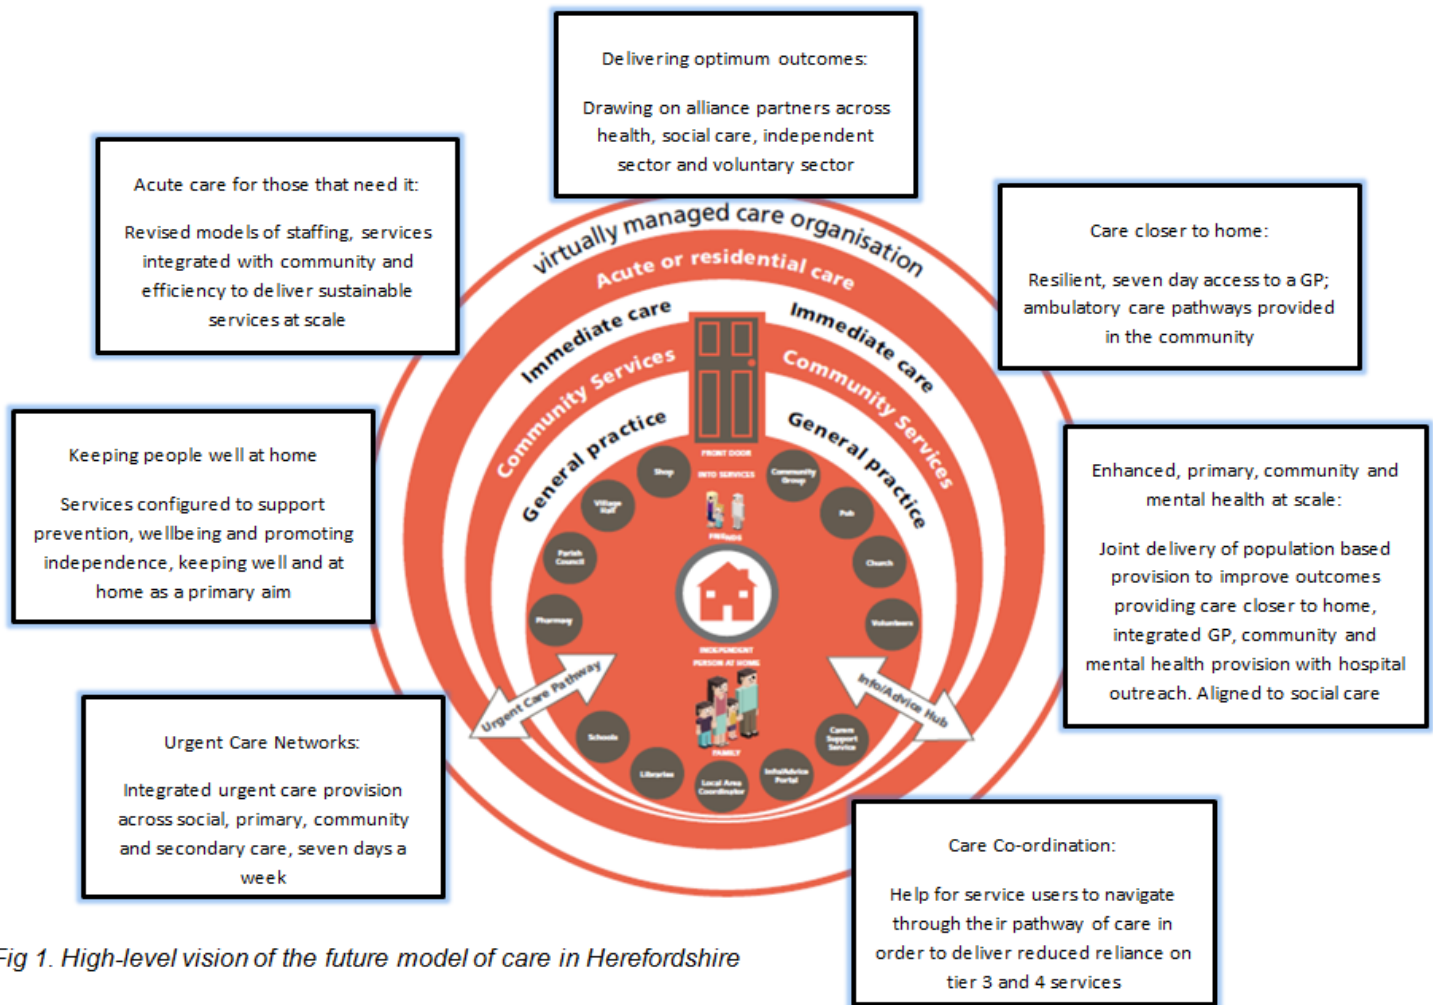 Delivering optimum outcomes:
Drawing on alliance partners across
health, social care, independent
sector and voluntary sector
Acute care for those that need it:
Revised models of staffing, services
integrated with community and
efficiency to deliver sustainable
services at scale
Care closer to home:
Resilient, seven day access to a GP;
ambulatory care pathways provided
in the community
Keeping people well at home
Services configured to support
prevention, wellbeing and promoting
independence, keeping well and at
home as a primary aim
Enhanced, primary, community and
mental health at scale:
Joint delivery of population based
provision to improve outcomes
providing care closer to home,
integrated GP, community and
mental health provision with hospital
outreach. Aligned to social care
Urgent Care Networks:
Integrated urgent care provision
across social, primary, community
and secondary care, seven days a
week
Care Co-ordination:
Help for service users to navigate
through their pathway of care in
order to deliver reduced reliance on
tier 3 and 4 services
virtually managed care organisation
Acute or residential care
Immediate care
Immediate care
Community Services
Community Services
General practice
General practice
FRONT DOOR
INTO SERVICES
FRIENDS
Shop
Community
Group
Village
Hall
Pub
Parish
Council
Church
Pharmacy
Volunteers
INDEPENDENT
PERSON AT HOME
FAMILY
Urgent Care Pathway
Info/Advice Hub
Schools
Carers
Support
Service
Libraries
Info/Advice
Portal
Local Area
Coordinator
Fig 1. High-level vision of the future model of care in Herefordshire